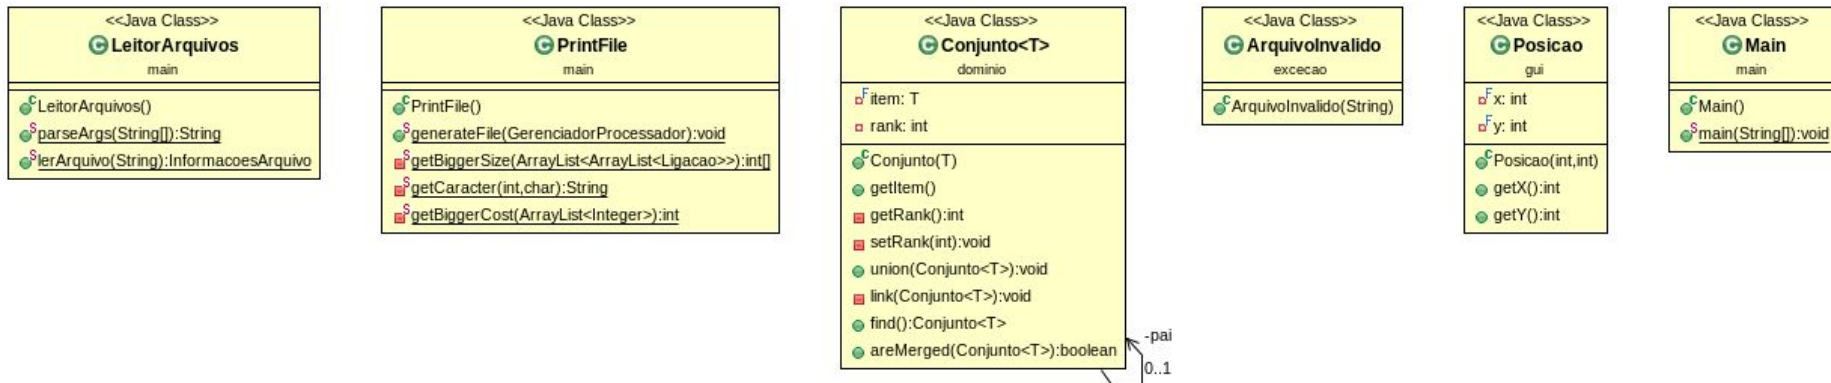 <<Java Class>>
LeitorArquivos
main
LeitorArquivos()
parseArgs(String[]):String
lerArquivo(String):InformacoesArquivo
<<Java Class>>
PrintFile
main
PrintFile()
generateFile(GerenciadorProcessador):void
getBiggerSize(ArrayList<ArrayList<Ligacao>>):int[]
getCaracter(int,char):String
getBiggerCost(ArrayList<Integer>):int
<<Java Class>>
Conjunto<T>
dominio
item: T
rank: int
Conjunto(T)
getItem()
getRank():int
setRank(int):void
union(Conjunto<T>):void
link(Conjunto<T>):void
find():Conjunto<T>
areMerged(Conjunto<T>):boolean
-pai
0..1
<<Java Class>>
ArquivoInvalido
excecao
ArquivoInvalido(String)
<<Java Class>>
Posicao
gui
x: int
y: int
Posicao(int,int)
getX():int
getY():int
<<Java Class>>
Main
main
Main()
main(String[]):void